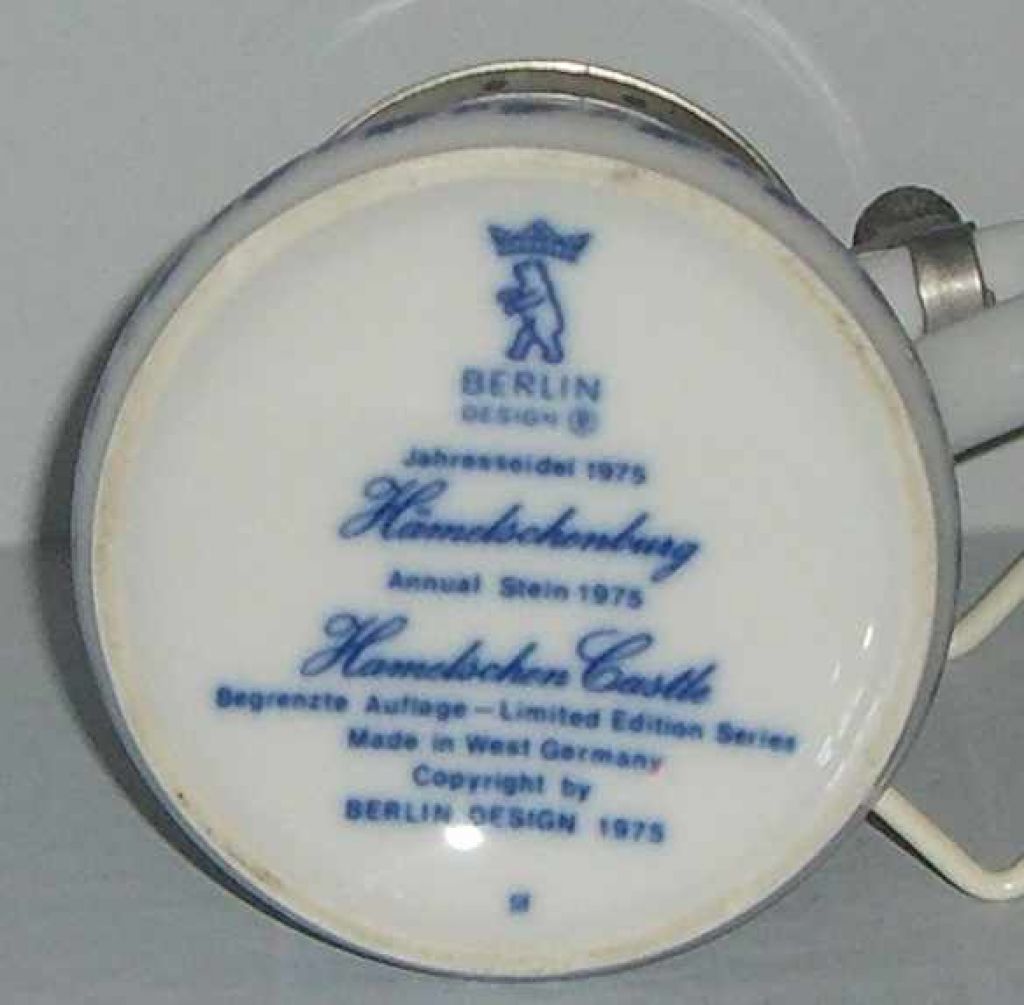 BERLIN
DESIGN ®
Jahresseidel 1975
Hämelschenburg
Annual Stein 1975
Hamelschen Castle
Begrenzte Auflage – Limited Edition Series
Made in West Germany
Copyright by
BERLIN DESIGN 1975